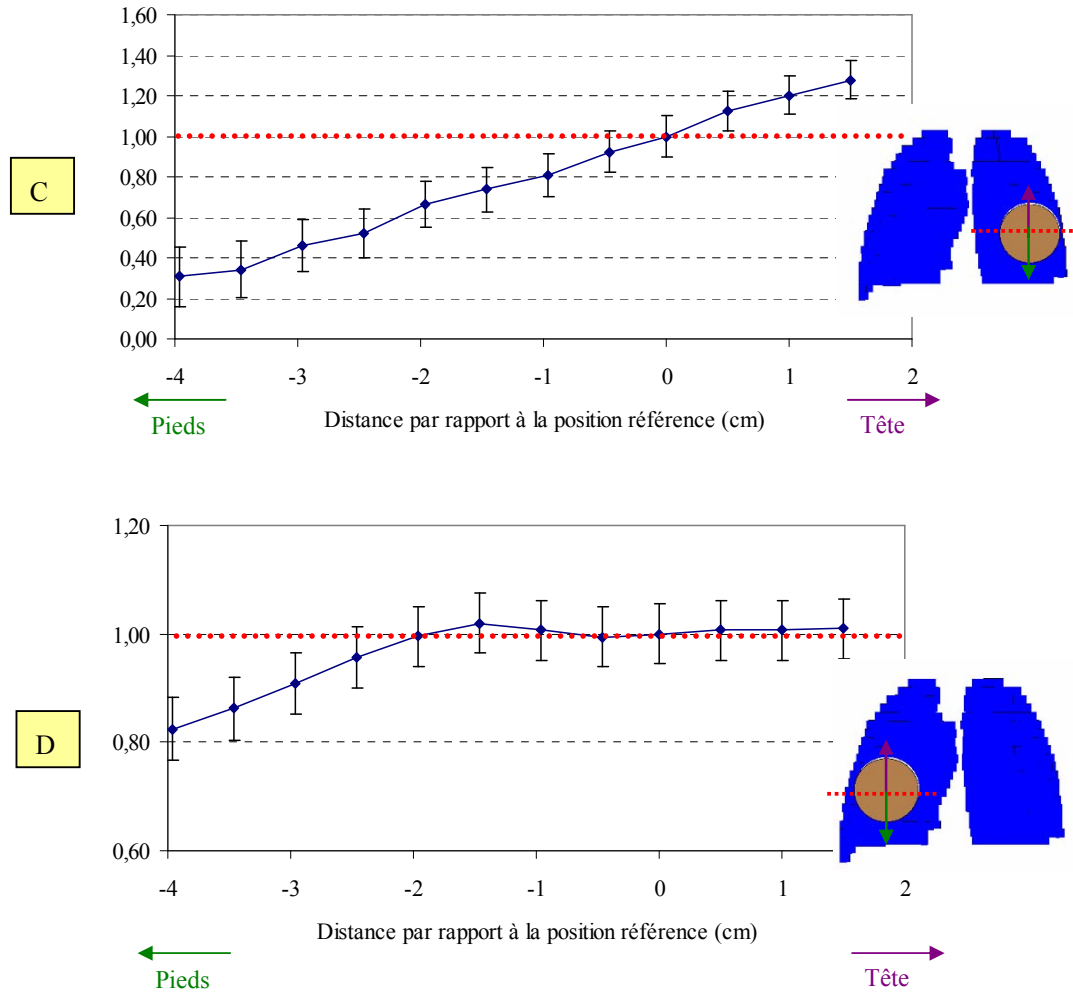 1,60
1,40
1,20
1,00
0,80
0,60
0,40
0,20
0,00
C
-4 -3 -2 -1 0 1 2
Pieds
Distance par rapport à la position référence (cm)
Tête
1,20
1,00
0,80
0,60
D
-4 -3 -2 -1 0 1 2
Distance par rapport à la position référence (cm)
Pieds
Tête